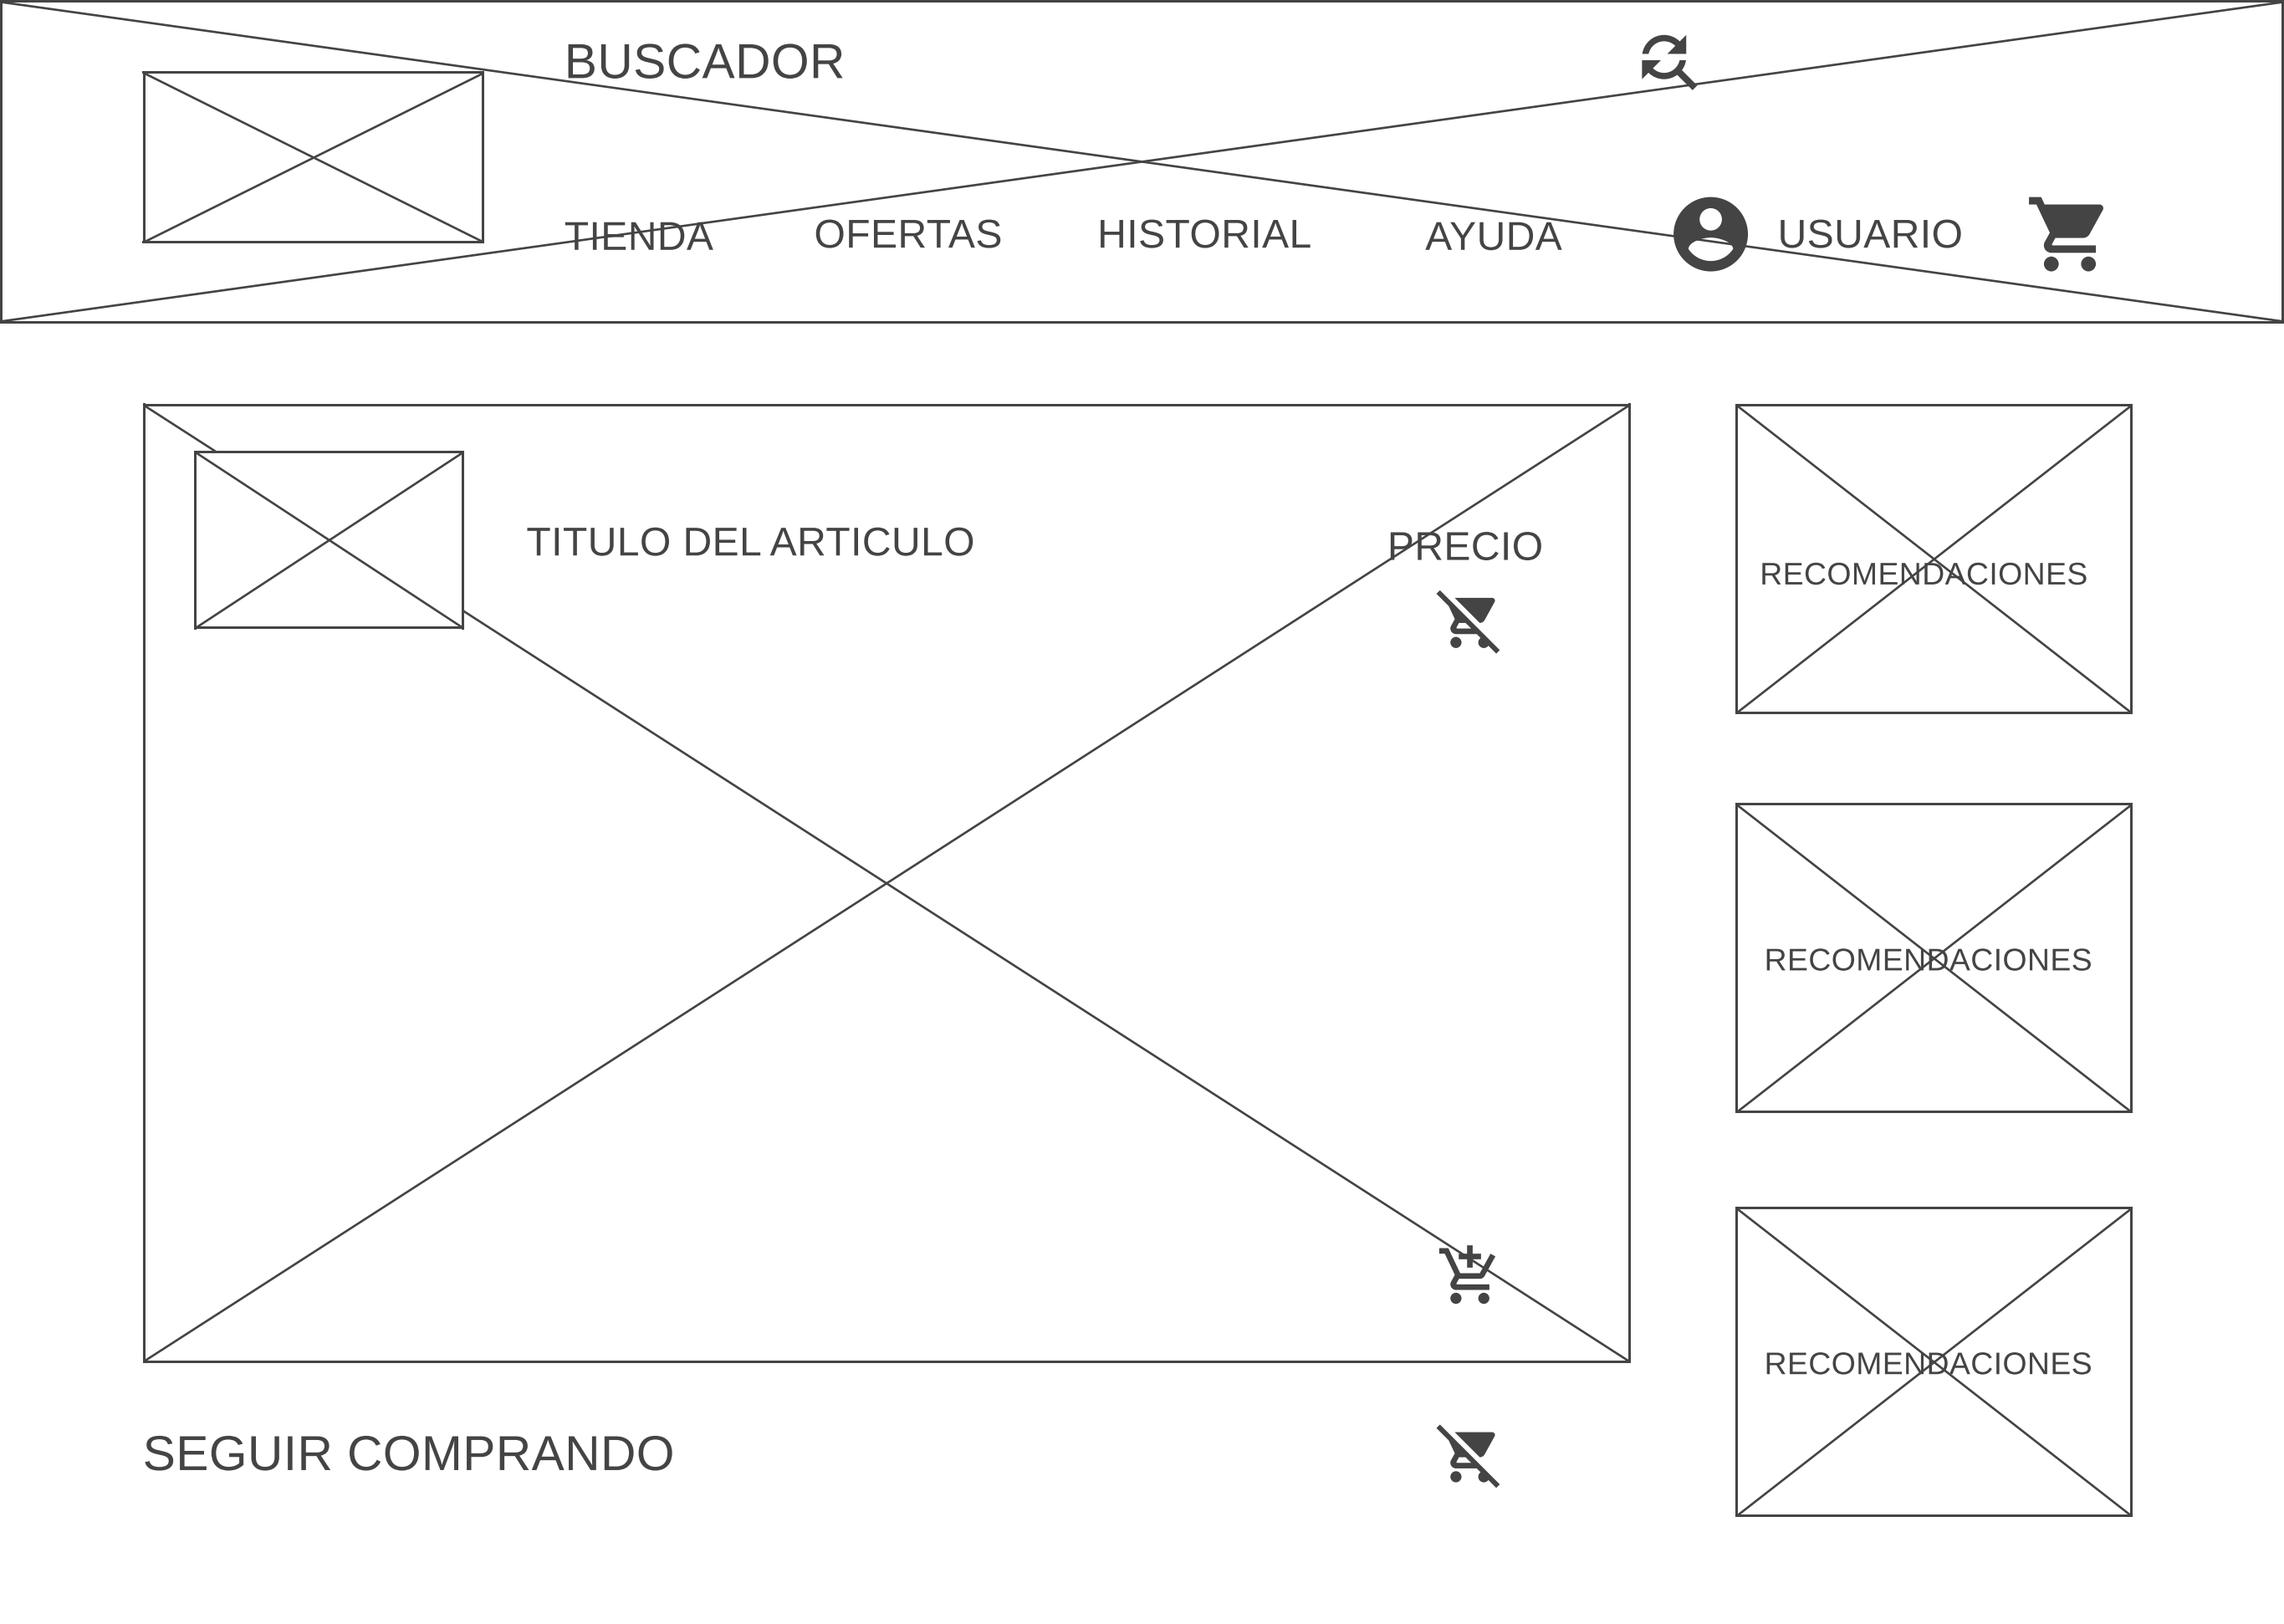 BUSCADOR
TIENDA OFERTAS HISTORIAL AYUDA USUARIO
TITULO DEL ARTICULO
PRECIO
RECOMENDACIONES
RECOMENDACIONES
RECOMENDACIONES
SEGUIR COMPRANDO